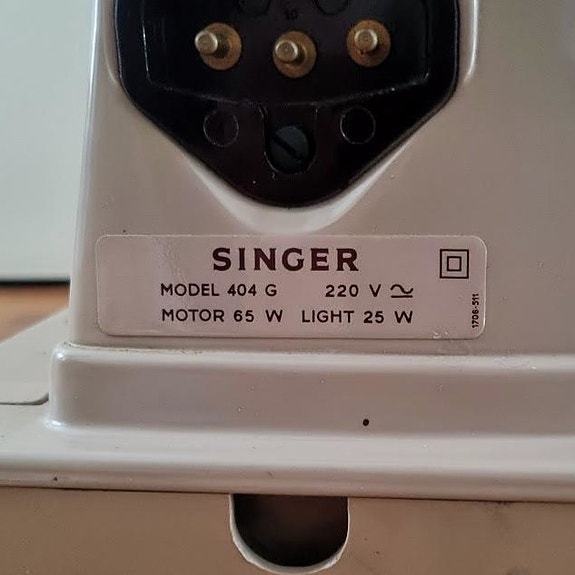 SINGER
MODEL 404 G 220 V ≂
MOTOR 65 W LIGHT 25 W
1706-511